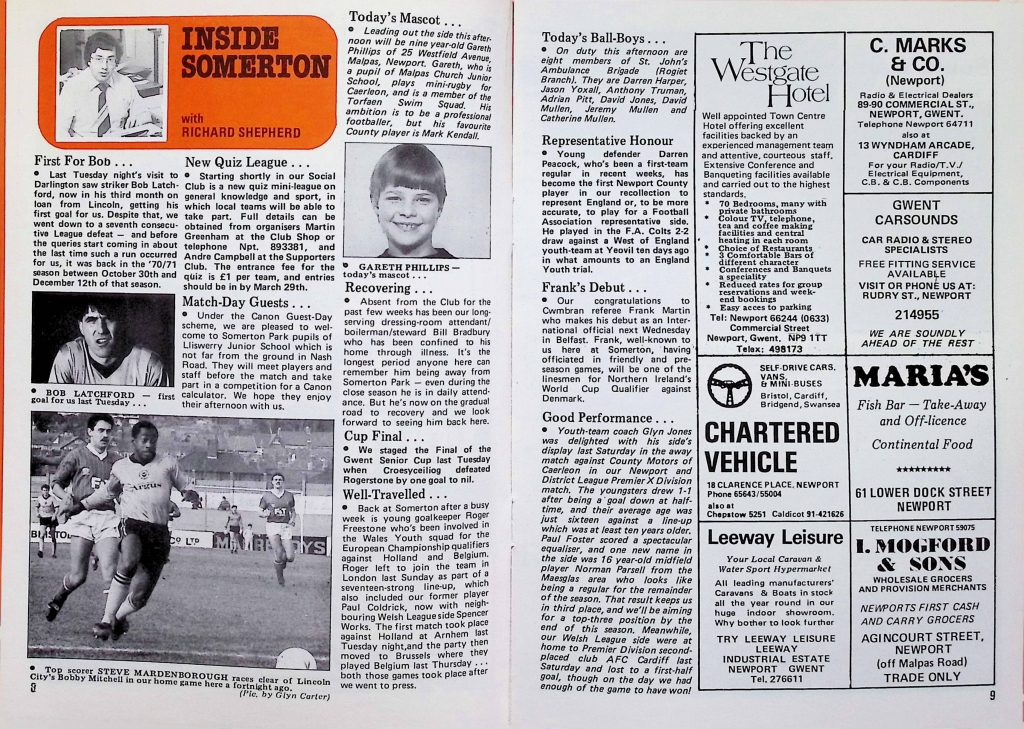 INSIDE
SOMERTON
with
RICHARD SHEPHERD
First For Bob . . .
• Last Tuesday night's visit to
Darlington saw striker Bob Latch-
ford, now in his third month on
loan from Lincoln, getting his
first goal for us. Despite that, we
went down to a seventh consecu-
tive League defeat — and before
the queries start coming in about
the last time such a run occurred
for us, it was back in the '70/71
season between October 30th and
December 12th of that season.
• BOB LATCHFORD — first
goal for us last Tuesday . . .
New Quiz League . . .
• Starting shortly in our Social
Club is a new quiz mini-league on
general knowledge and sport, in
which local teams will be able to
take part. Full details can be
obtained from organisers Martin
Greenham at the Club Shop or
telephone Npt. 893381, and
Andre Campbell at the Supporters
Club. The entrance fee for the
quiz is £1 per team, and entries
should be in by March 29th.
Match-Day Guests . . .
• Under the Canon Guest-Day
scheme, we are pleased to wel-
come to Somerton Park pupils of
Lliswerry Junior School which is
not far from the ground in Nash
Road. They will meet players and
staff before the match and take
part in a competition for a Canon
calculator. We hope they enjoy
their afternoon with us.
• Top scorer STEVE MARDENBOROUGH races clear of Lincoln
City's Bobby Mitchell in our home game here a fortnight ago.
(Pic. by Glyn Carter)
8
Today's Mascot . . .
• Leading out the side this after-
noon will be nine year-old Gareth
Phillips of 25 Westfield Avenue,
Malpas, Newport. Gareth, who is
a pupil of Malpas Church Junior
School, plays mini-rugby for
Caerleon, and is a member of the
Torfaen Swim Squad. His
ambition is to be a professional
footballer, but his favourite
County player is Mark Kendall.
• GARETH PHILLIPS —
today's mascot . . .
Recovering . . .
• Absent from the Club for the
past few weeks has been our long-
serving dressing-room attendant/
boilerman/steward Bill Bradbury
who has been confined to his
home through illness. It's the
longest period anyone here can
remember him being away from
Somerton Park – even during the
close season he is in daily attend-
ance. But he's now on the gradual
road to recovery and we look
forward to seeing him back here.
Cup Final . . .
• We staged the Final of the
Gwent Senior Cup last Tuesday
when Croesyceiliog defeated
Rogerstone by one goal to nil.
Well-Travelled . . .
• Back at Somerton after a busy
week is young goalkeeper Roger
Freestone who's been involved in
the Wales Youth squad for the
European Championship qualifiers
against Holland and Belgium.
Roger left to join the team in
London last Sunday as part of a
seventeen-strong line-up, which
also included our former player
Paul Coldrick, now with neigh-
bouring Welsh League side Spencer
Works. The first match took place
against Holland at Arnhem last
Tuesday night,and the party then
moved to Brussels where they
played Belgium last Thursday . . .
both those games took place after
we went to press.
Today's Ball-Boys . . .
• On duty this afternoon are
eight members of St. John's
Ambulance Brigade (Rogiet
Branch). They are Darren Harper,
Jason Yoxall, Anthony Truman,
Adrian Pitt, David Jones, David
Mullen, Jeremy Mullen and
Catherine Mullen.
Representative Honour
• Young defender Darren
Peacock, who's been a first-team
regular in recent weeks, has
become the first Newport County
player in our recollection to
represent England or, to be more
accurate, to play for a Football
Association representative side.
He played in the F.A. Colts 2-2
draw against a West of England
youth-team at Yeovil ten days ago
in what amounts to an England
Youth trial.
Frank's Debut . . .
• Our congratulations to
Cwmbran referee Frank Martin
who makes his debut as an Inter-
national official next Wednesday
in Belfast. Frank, well-known to
us here at Somerton, having
officiated in friendly and pre-
season games, will be one of the
linesmen for Northern Ireland's
World Cup Qualifier against
Denmark.
Good Performance . . .
• Youth-team coach Glyn Jones
was delighted with his side's
display last Saturday in the away
match against County Motors of
Caerleon in our Newport and
District League Premier X Division
match. The youngsters drew 1-1
after being a goal down at half-
time, and their average age was
just sixteen against a line-up
which was at least ten years older.
Paul Foster scored a spectacular
equaliser, and one new name in
the side was 16 year-old midfield
player Norman Parsell from the
Maesglas area who looks like
being a regular for the remainder
of the season. That result keeps us
in third place, and we'll be aiming
for a top-three position by the
end of this season. Meanwhile,
our Welsh League side were at
home to Premier Division second-
placed club AFC Cardiff last
Saturday and lost to a first-half
goal, though on the day we had
enough of the game to have won!
The
Westgate
Hotel
Well appointed Town Centre
Hotel offering excellent
facilities backed by an
experienced management team
and attentive, courteous staff.
Extensive Conference and
Banqueting facilities available
and carried out to the highest
standards.
* 70 Bedrooms, many with
private bathrooms
* Colour TV, telephone,
tea and coffee making
facilities and central
heating in each room
* Choice of Restaurants
* 3 Comfortable Bars of
different character
* Conferences and Banquets
a speciality
* Reduced rates for group
reservations and week-
end bookings
* Easy acces to parking
Tel: Newport 66244 (0633)
Commercial Street
Newport, Gwent. NP9 1TT
Telex: 498173
SELF-DRIVE CARS,
VANS,
& MINI-BUSES
Bristol, Cardiff,
Bridgend, Swansea
CHARTERED
VEHICLE
18 CLARENCE PLACE, NEWPORT
Phone 65643/55004
also at
Chepstow 5251 Caldicot 91-421626
Leeway Leisure
Your Local Caravan &
Water Sport Hypermarket
All leading manufacturers'
Caravans & Boats in stock
all the year round in our
huge indoor showroom.
Why bother to look further
TRY LEEWAY LEISURE
LEEWAY
INDUSTRIAL ESTATE
NEWPORT GWENT
Tel. 276611
C. MARKS
& CO.
(Newport)
Radio & Electrical Dealers
89-90 COMMERCIAL ST.,
NEWPORT, GWENT.
Telephone Newport 64711
also at
13 WYNDHAM ARCADE,
CARDIFF
For your Radio/T.V./
Electrical Equipment,
C.B. & C.B. Components
GWENT
CARSOUNDS
CAR RADIO & STEREO
SPECIALISTS
FREE FITTING SERVICE
AVAILABLE
VISIT OR PHONE US AT:
RUDRY ST., NEWPORT
214955
WE ARE SOUNDLY
AHEAD OF THE REST
MARIA'S
Fish Bar — Take-Away
and Off-licence
Continental Food
*********
61 LOWER DOCK STREET
NEWPORT
TELEPHONE NEWPORT 59075
I. MOGFORD
& SONS
WHOLESALE GROCERS
AND PROVISION MERCHANTS
NEWPORTS FIRST CASH
AND CARRY GROCERS
AGINCOURT STREET,
NEWPORT
(off Malpas Road)
TRADE ONLY
9